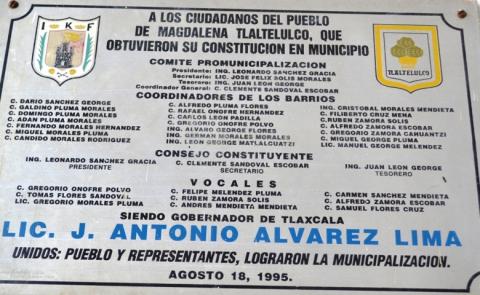 I K F
A LOS CIUDADANOS DEL PUEBLO
DE MAGDALENA TLALTELULCO, QUE
OBTUVIERON SU CONSTITUCION EN MUNICIPIO
TLALTELULCO
COMITE PROMUNICIPALIZACION
Presidente: ING. LEONARDO SANCHEZ GRACIA
Secretario: LIC. JOSE FELIX SOLIS MORALES
Tesorero: ING. JUAN LEON GEORGE
Coordinador General: C. CLEMENTE SANDOVAL ESCOBAR
COORDINADORES DE LOS BARRIOS
C. DARIO SANCHEZ GEORGE
C. GALDINO PLUMA MORALES
C. DOMINGO PLUMA MORALES
C. ADAN PLUMA MORALES
C. FERNANDO MORALES HERNANDEZ
C. MIGUEL MORALES PLUMA
C. CANDIDO MORALES RODRIGUEZ
C. ALFREDO PLUMA FLORES
C. RAFAEL ONOFRE HERNANDEZ
C. CARLOS LEON PADILLA
C. GREGORIO ONOFRE POLVO
ING. ALVARO GEORGE FLORES
ING. GERMAN MORALES MORALES
ING. LEON GEORGE MATLALCUATZI
ING. CRISTOBAL MORALES MENDIETA
C. FILIBERTO CRUZ MENA
C. RUBEN ZAMORA SOLIS
C. ALFREDO ZAMORA ESCOBAR
C. GREGORIO ZAMORA CAHUANTZI
C. MIGUEL MORALES PLUMA
LIC. MANUEL GEORGE MELENDEZ
CONSEJO CONSTITUYENTE
ING. LEONARDO SANCHEZ GRACIA
PRESIDENTE
C. CLEMENTE SANDOVAL ESCOBAR
SECRETARIO
ING. JUAN LEON GEORGE
TESORERO
VOCALES
C. GREGORIO ONOFRE POLVO
C. TOMAS FLORES SANDOVAL
LIC. GREGORIO MORALES PLUMA
C. FELIPE MELENDEZ PLUMA
C. RUBEN ZAMORA SOLIS
C. ANDRES MENDIETA MENDIETA
C. CARMEN SANCHEZ MENDIETA
C. ALFREDO ZAMORA ESCOBAR
C. SAMUEL FLORES CRUZ
SIENDO GOBERNADOR DE TLAXCALA
LIC. J. ANTONIO ALVAREZ LIMA
UNIDOS: PUEBLO Y REPRESENTANTES, LOGRARON LA MUNICIPALIZACION.
AGOSTO 18, 1995.